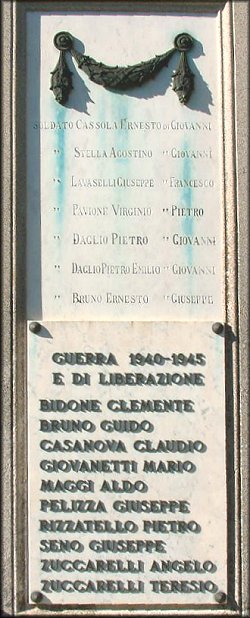 SOLDATO CASSOLA ERNESTO DI GIOVANNI
" STELLA AGOSTINO " GIOVANNI
" LAVASELLI GIUSEPPE " FRANCESCO
" PAVIONE VIRGINIO " PIETRO
" DAGLIO PIETRO " GIOVANNI
" DAGLIO PIETRO EMILIO " GIOVANNI
" BRUNO ERNESTO " GIUSEPPE
GUERRA 1940-1945
E DI LIBERAZIONE
BIDONE CLEMENTE
BRUNO GUIDO
CASANOVA CLAUDIO
GIOVANETTI MARIO
MAGGI ALDO
PELIZZA GIUSEPPE
RIZZATELLO PIETRO
SENO GIUSEPPE
ZUCCARELLI ANGELO
ZUCCARELLI TERESIO